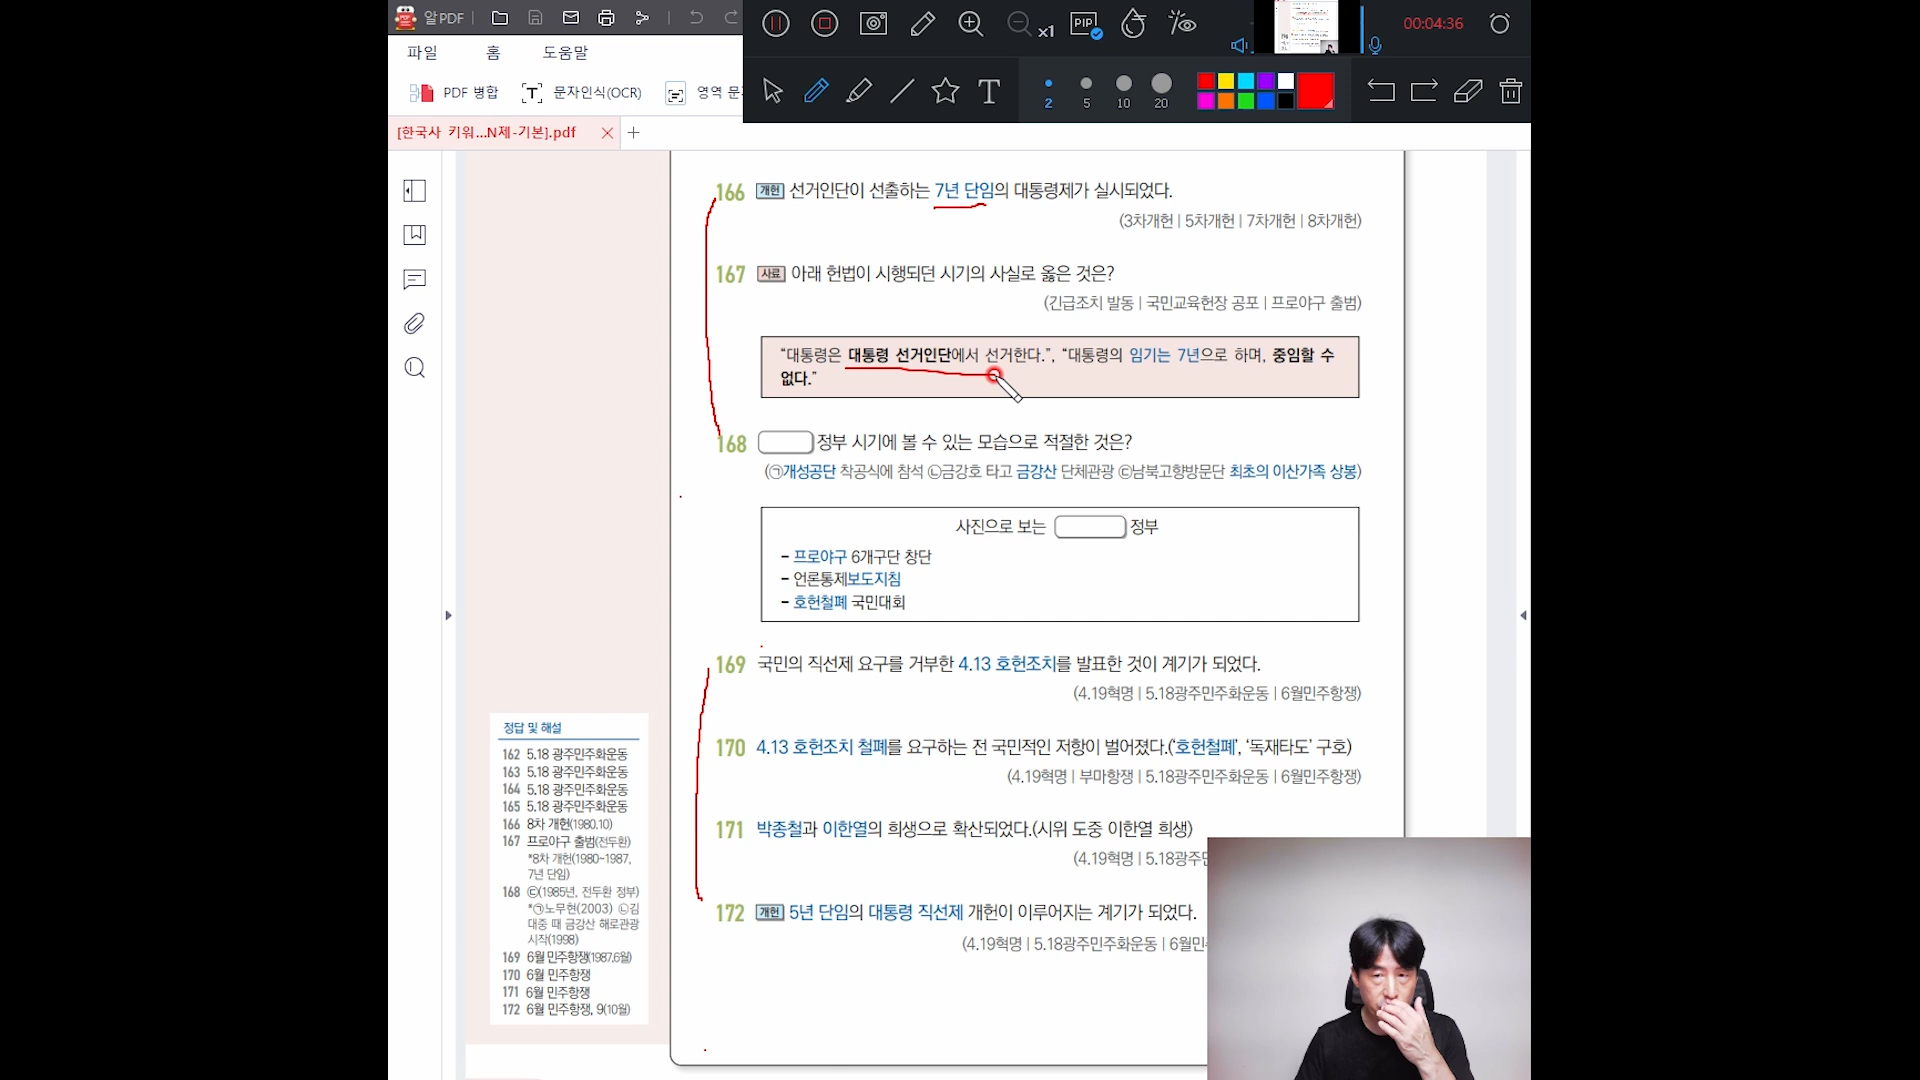 알PDF
x1
PIP
00:04:36
파일 홈 도움말
PDF 병합 문자인식(OCR) 영역 문
2 5 10 20
[한국사 키워...N제-기본].pdf
166 개헌 선거인단이 선출하는 7년 단임의 대통령제가 실시되었다.
(3차개헌 | 5차개헌 | 7차개헌 | 8차개헌)
167 사료 아래 헌법이 시행되던 시기의 사실로 옳은 것은?
(긴급조치 발동 | 국민교육헌장 공포 | 프로야구 출범)
“대통령은 대통령 선거인단에서 선거한다.”, “대통령의 임기는 7년으로 하며, 중임할 수
없다.”
168 정부 시기에 볼 수 있는 모습으로 적절한 것은?
(㉠개성공단 착공식에 참석 ㉡금강호 타고 금강산 단체관광 ㉢남북고향방문단 최초의 이산가족 상봉)
사진으로 보는 정부
– 프로야구 6개구단 창단
– 언론통제보도지침
– 호헌철폐 국민대회
169 국민의 직선제 요구를 거부한 4.13 호헌조치를 발표한 것이 계기가 되었다.
(4.19혁명 | 5.18광주민주화운동 | 6월민주항쟁)
170 4.13 호헌조치 철폐를 요구하는 전 국민적인 저항이 벌어졌다.(‘호헌철폐’, ‘독재타도’ 구호)
(4.19혁명 | 부마항쟁 | 5.18광주민주화운동 | 6월민주항쟁)
171 박종철과 이한열의 희생으로 확산되었다.(시위 도중 이한열 희생)
(4.19혁명 | 5.18광주민
172 개헌 5년 단임의 대통령 직선제 개헌이 이루어지는 계기가 되었다.
(4.19혁명 | 5.18광주민주화운동 | 6월민
정답 및 해설
162 5.18 광주민주화운동
163 5.18 광주민주화운동
164 5.18 광주민주화운동
165 5.18 광주민주화운동
166 8차 개헌(1980.10)
167 프로야구 출범(전두환)
*8차 개헌(1980~1987,
7년 단임)
168 ㉢(1985년, 전두환 정부)
*㉠노무현(2003) ㉡김
대중 때 금강산 해로관광
시작(1998)
169 6월 민주항쟁(1987.6월)
170 6월 민주항쟁
171 6월 민주항쟁
172 6월 민주항쟁, 9(10월)